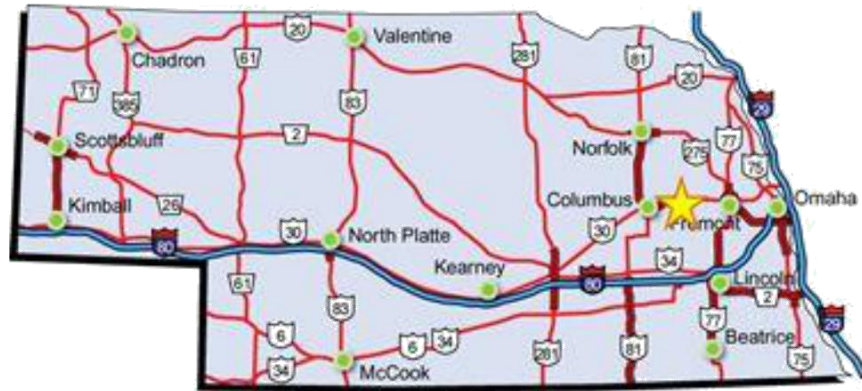 20
Valentine
61
281
81
Chadron
20
71
385
83
29
Scottsbluff
2
Norfolk
77
275
75
Columbus
Omaha
Kimball
26
30
Fremont
80
30
North Platte
Kearney
34
80
Lincoln
61
83
2
6
6
34
77
Beatrice
29
34
McCook
281
81
75